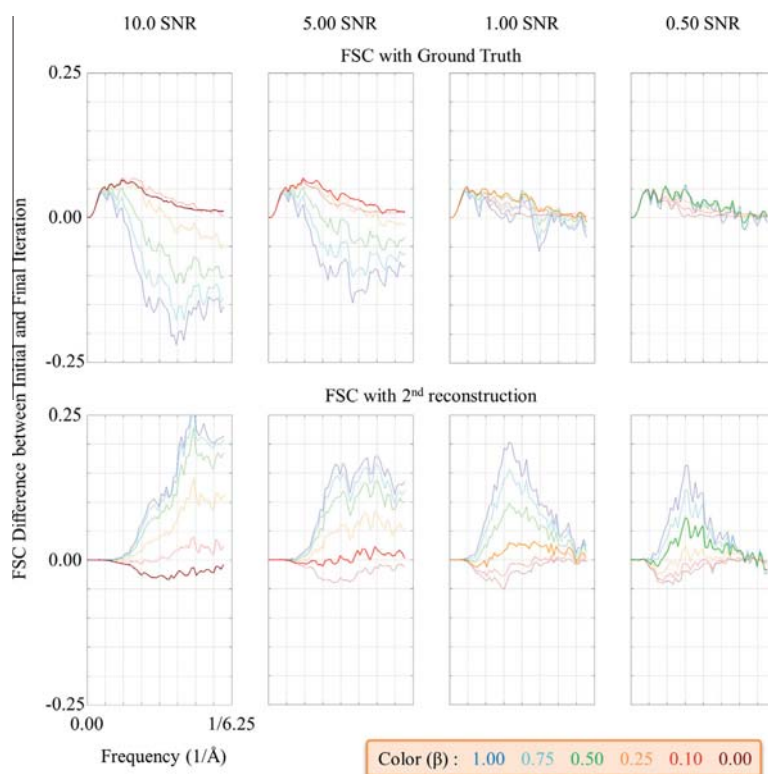 10.0 SNR 5.00 SNR 1.00 SNR 0.50 SNR
FSC with Ground Truth
0.25
0.00
-0.25
FSC Difference between Initial and Final Iteration
FSC with 2nd reconstruction
0.25
0.00
-0.25
0.00 1/6.25
Frequency (1/Å)
Color (β) : 1.00 0.75 0.50 0.25 0.10 0.00